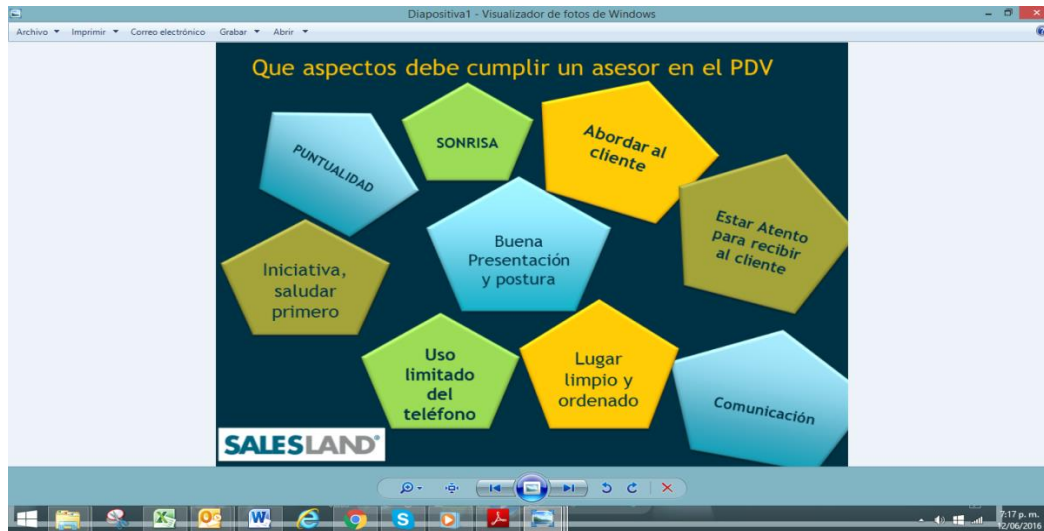 Diapositiva1 - Visualizador de fotos de Windows
Archivo Imprimir Correo electrónico Grabar Abrir
Que aspectos debe cumplir un asesor en el PDV
PUNTUALIDAD
SONRISA
Abordar al
cliente
Estar Atento
para recibir
al cliente
Iniciativa,
saludar
primero
Buena
Presentación
y postura
Uso
limitado
del
teléfono
Lugar
limpio y
ordenado
Comunicación
SALESLAND
7:17 p. m.
12/06/2016